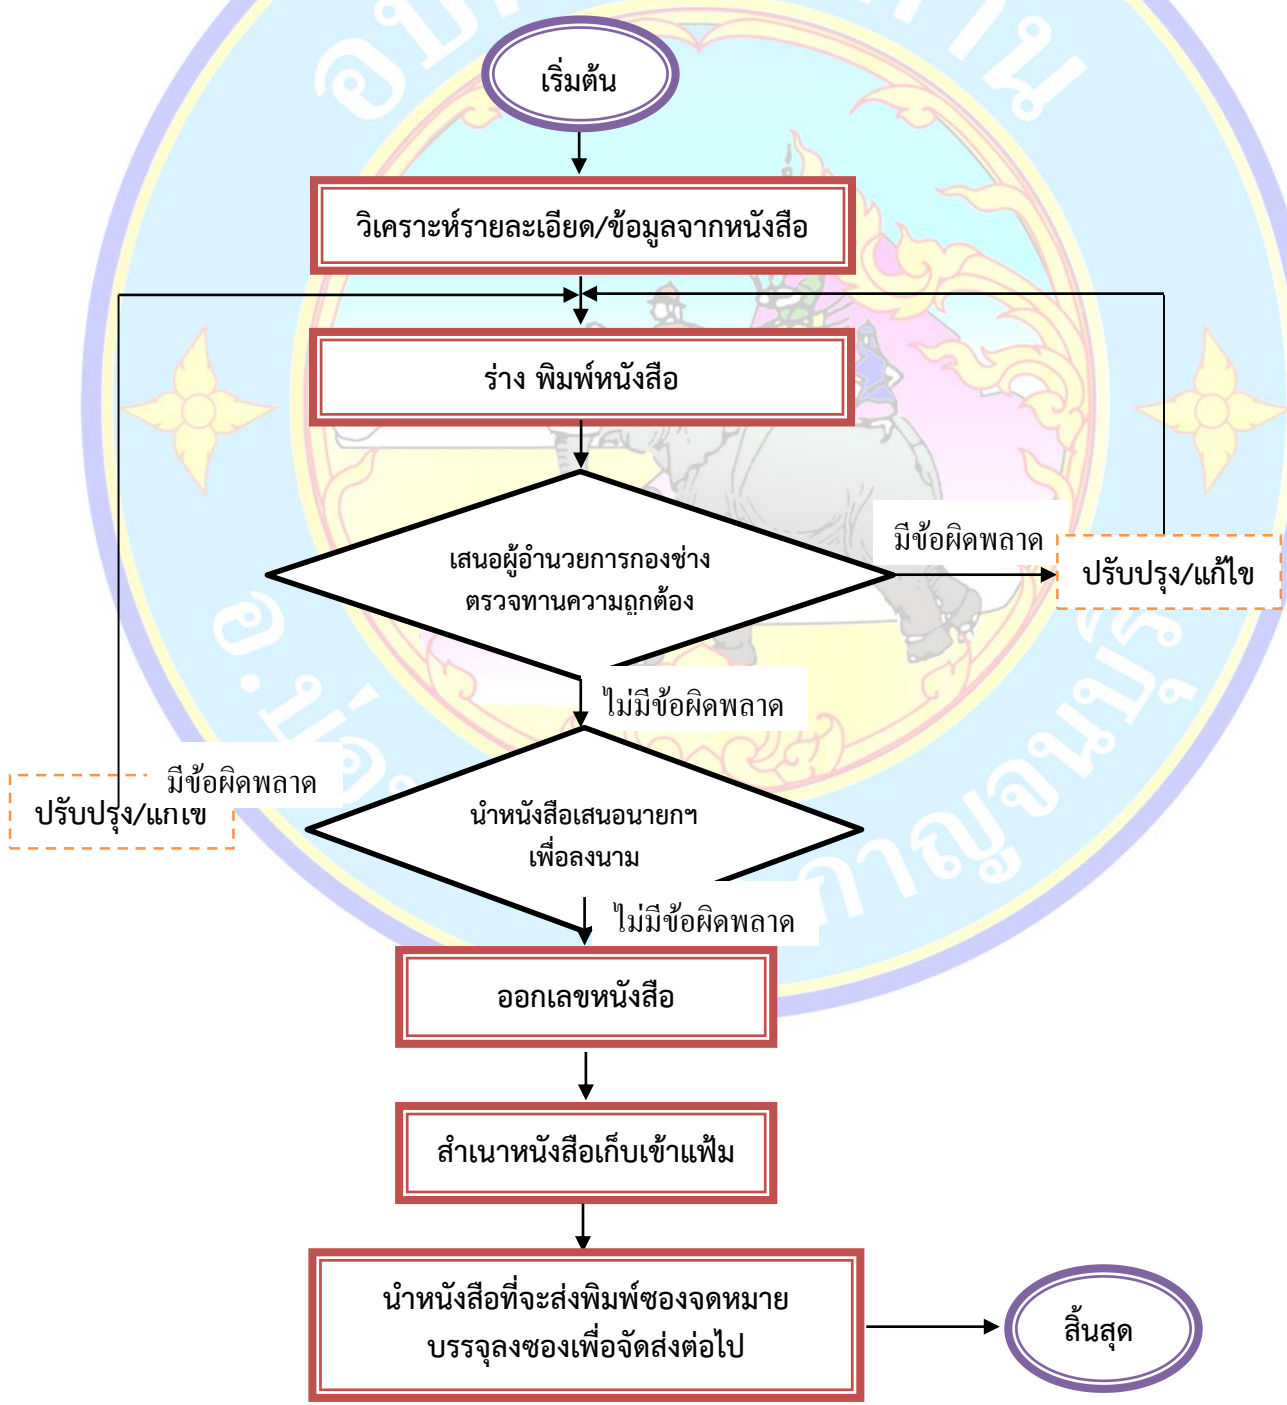 เริ่มต้น
วิเคราะห์รายละเอียด/ข้อมูลจากหนังสือ
ร่าง พิมพ์หนังสือ
เสนอผู้อำนวยการกองช่าง
ตรวจทานความถูกต้อง
มีข้อผิดพลาด
ปรับปรุง/แก้ไข
ไม่มีข้อผิดพลาด
มีข้อผิดพลาด
ปรับปรุง/แก้ไข
นำหนังสือเสนอนายกฯ
เพื่อลงนาม
ไม่มีข้อผิดพลาด
ออกเลขหนังสือ
สำเนาหนังสือเก็บเข้าแฟ้ม
นำหนังสือที่จะส่งพิมพ์ซองจดหมาย
บรรจุลงซองเพื่อจัดส่งต่อไป
สิ้นสุด
กาญจนบุรี